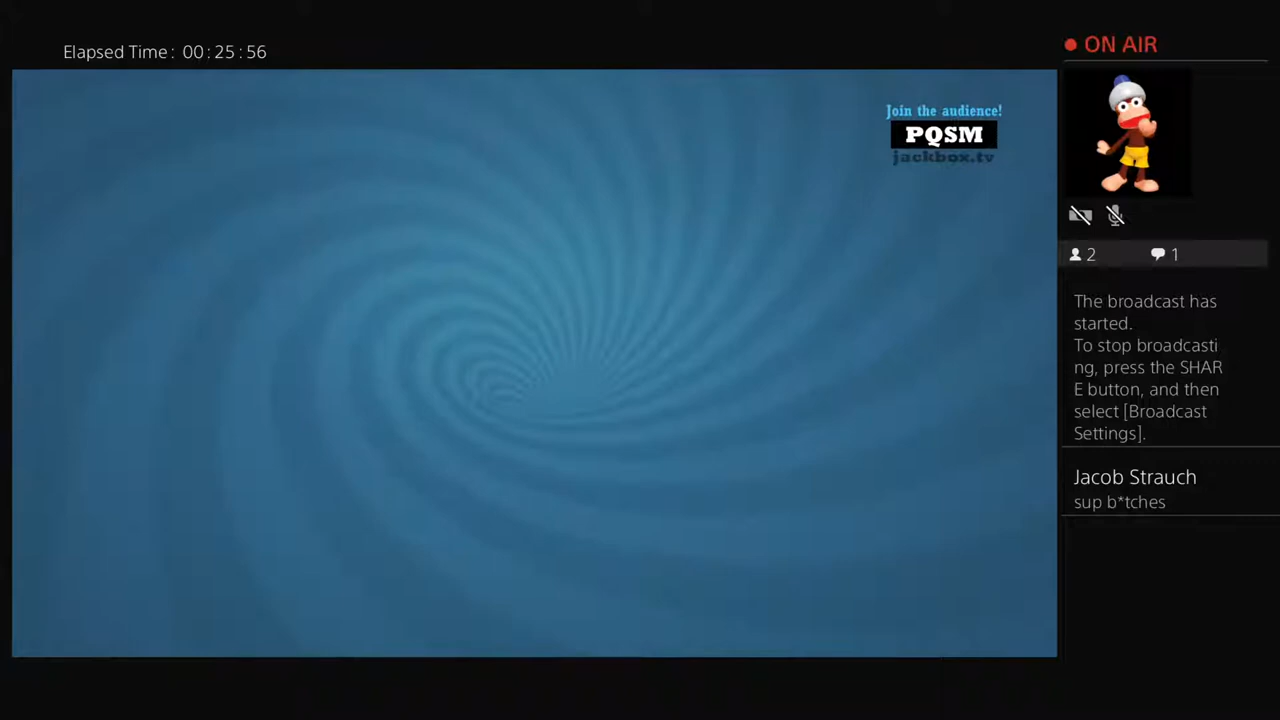 Elapsed Time: 00:25:56
ON AIR
Join the audience!
PQSM
jackbox.tv
2
1
The broadcast has
started.
To stop broadcasti
ng, press the SHAR
E button, and then
select [Broadcast
Settings].
Jacob Strauch
sup b*tches